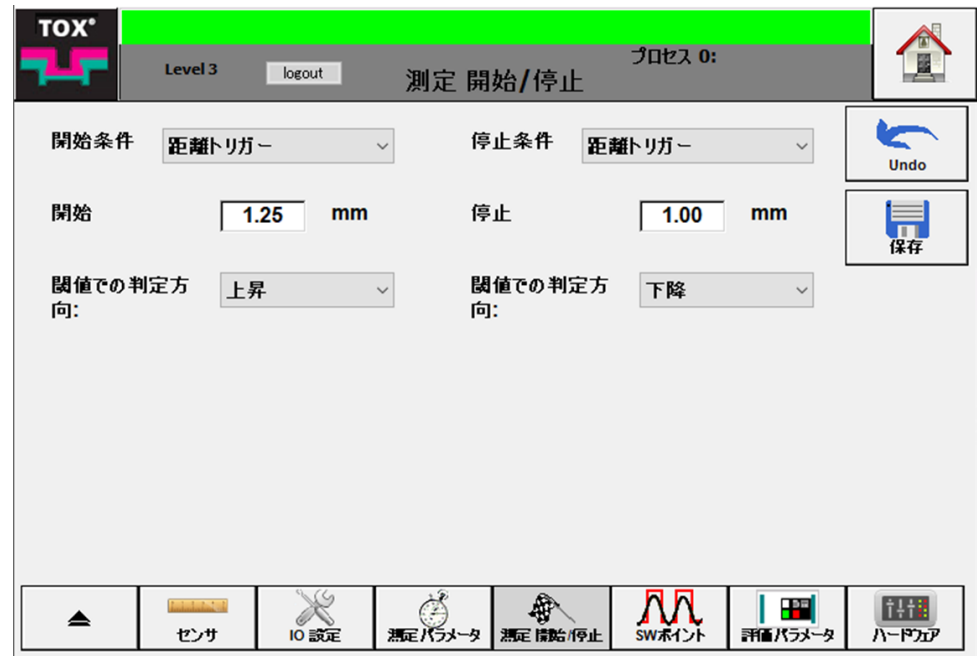 TOX®
プロセス 0:
Level 3
logout
測定 開始/停止
開始条件
距離トリガー
停止条件
距離トリガー
Undo
開始
1.25
mm
停止
1.00
mm
保存
閾値での判定方
向:
上昇
閾値での判定方
向:
下降
センサ
IO 設定
測定パラメータ
測定 開始/停止
SWポイント
評価パラメータ
ハードウェア